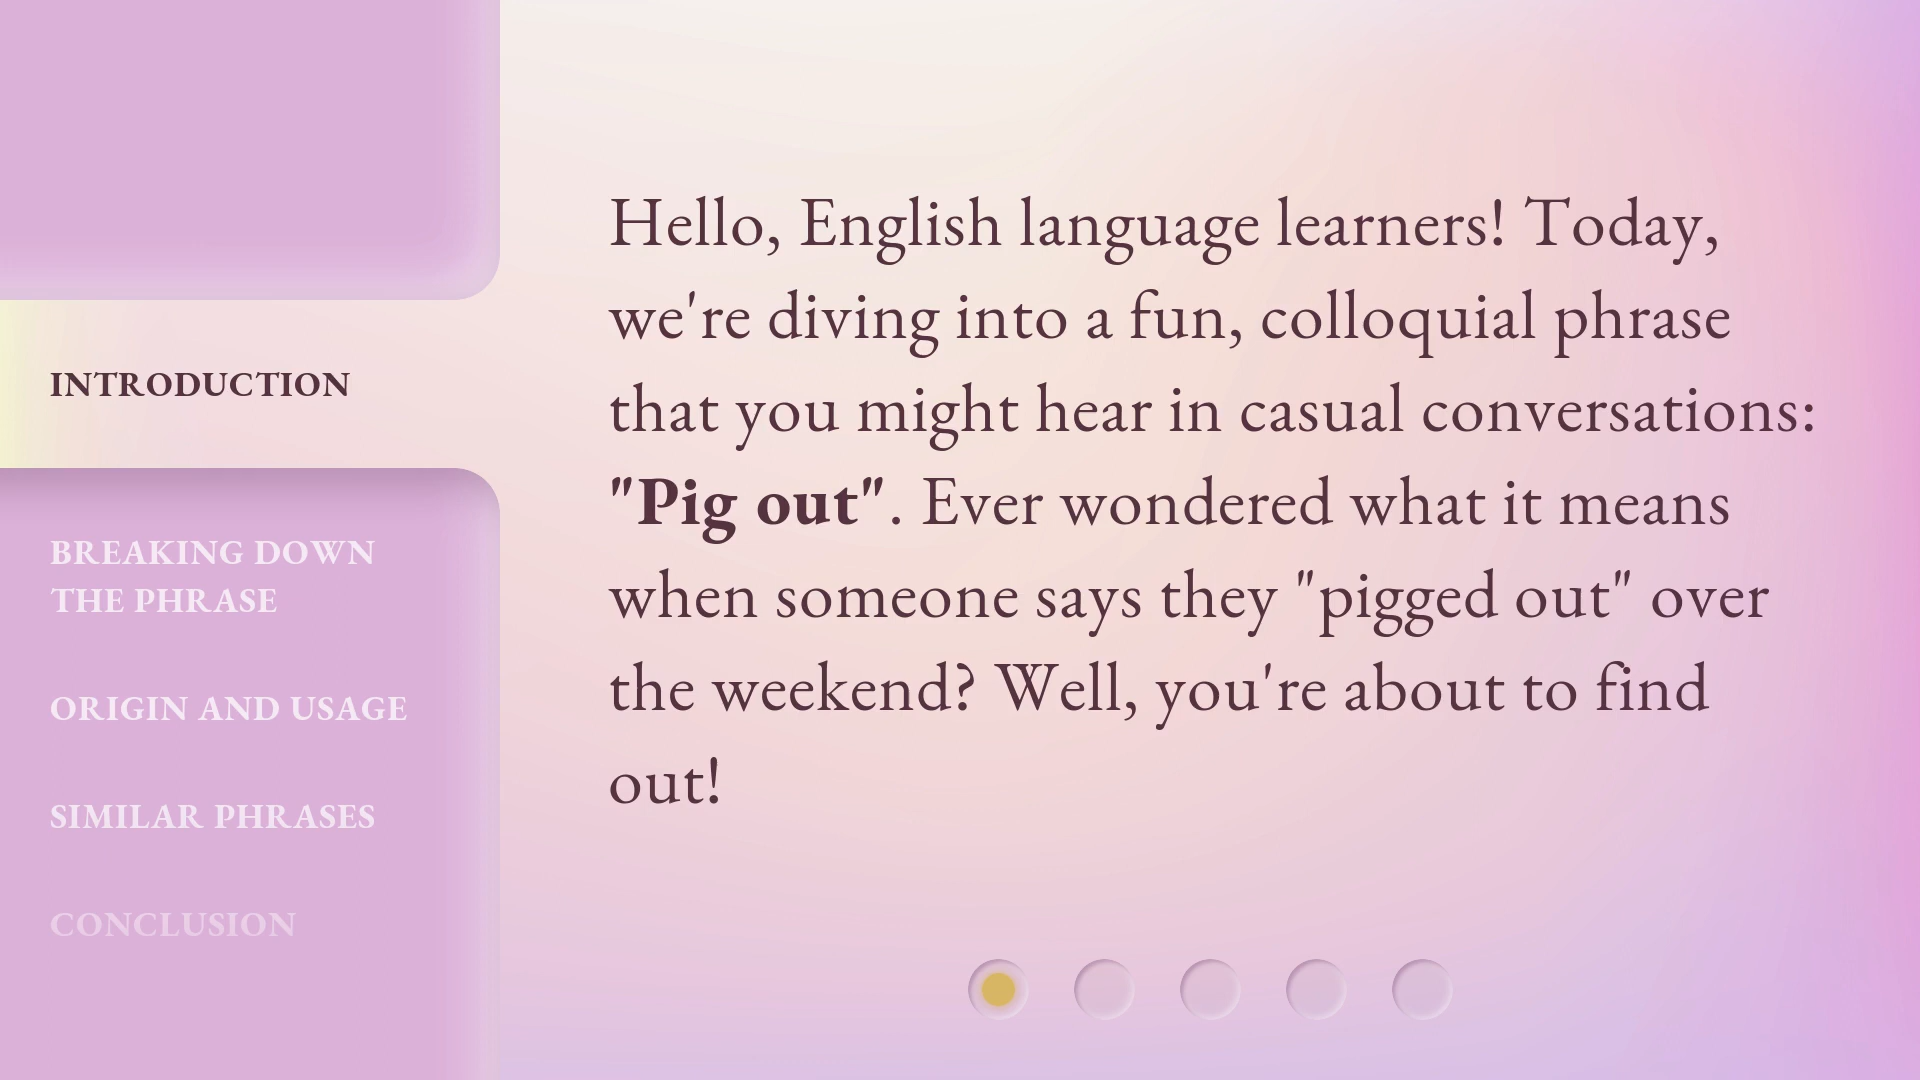 INTRODUCTION
BREAKING DOWN
THE PHRASE
ORIGIN AND USAGE
SIMILAR PHRASES
CONCLUSION
Hello, English language learners! Today,
we're diving into a fun, colloquial phrase
that you might hear in casual conversations:
"Pig out". Ever wondered what it means
when someone says they "pigged out" over
the weekend? Well, you're about to find
out!